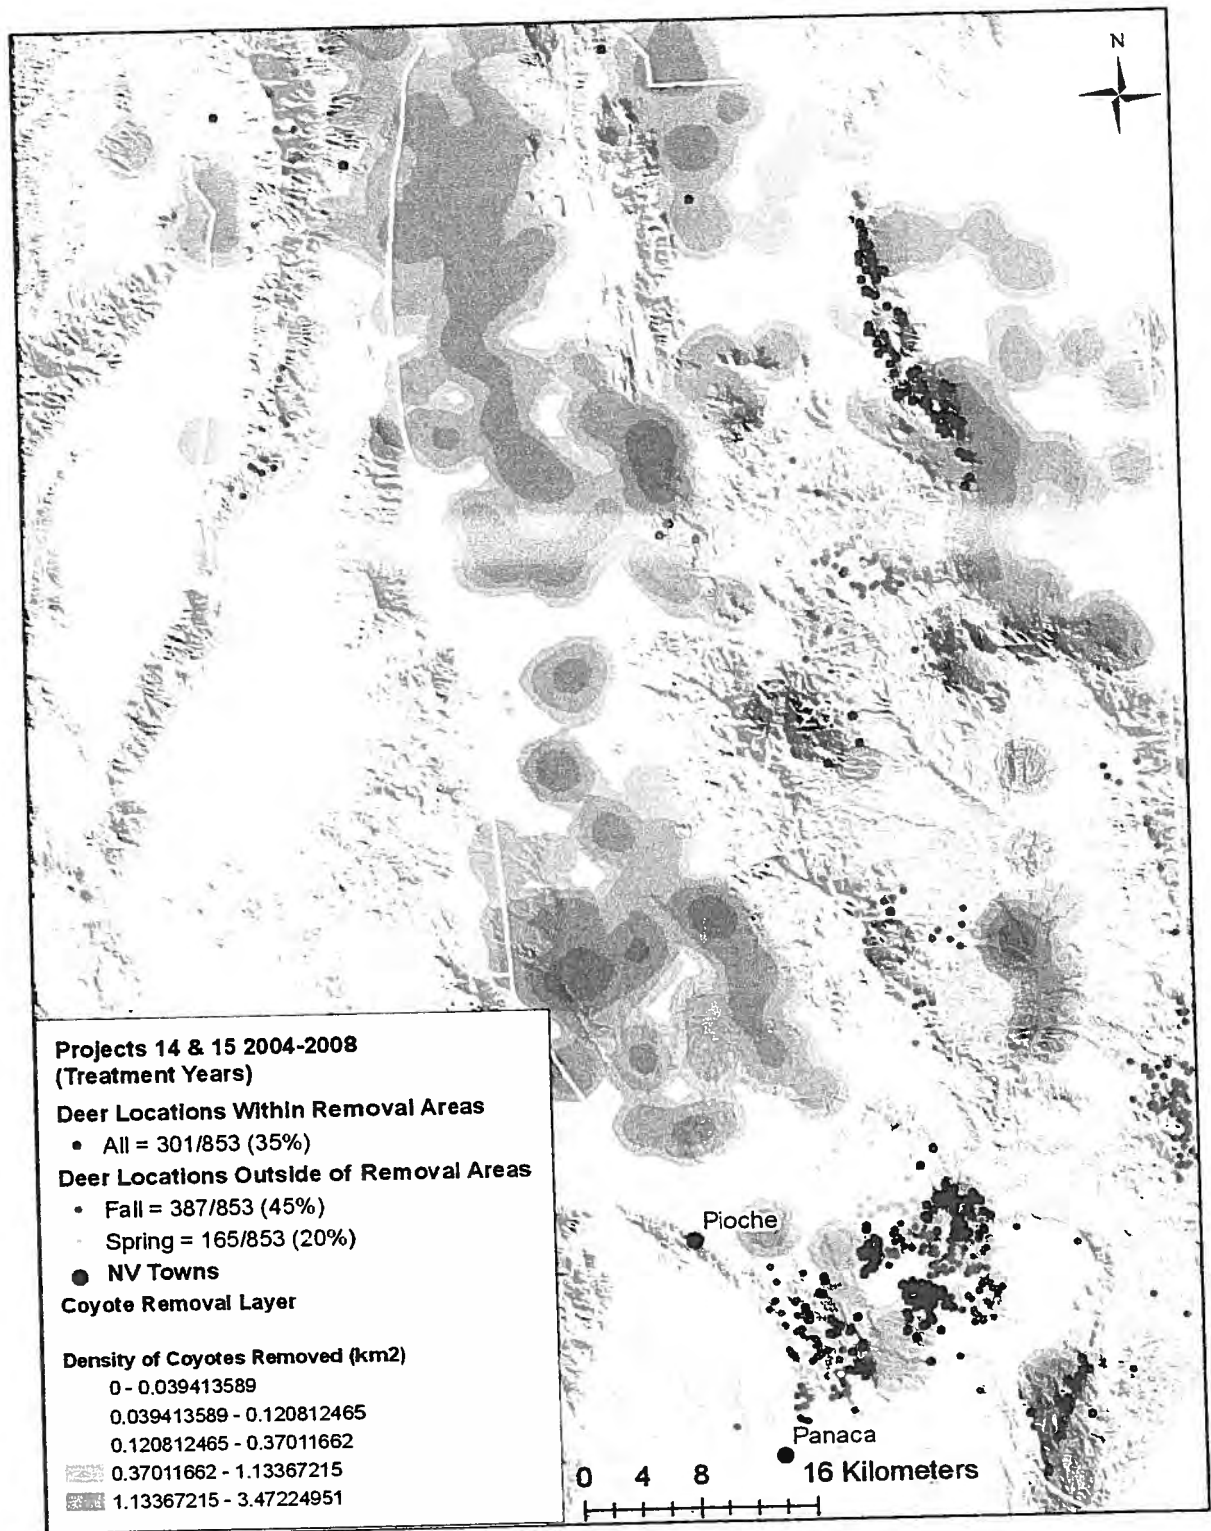 N
Projects 14 & 15 2004-2008
(Treatment Years)
Deer Locations Within Removal Areas
All = 301/853 (35%)
Deer Locations Outside of Removal Areas
Fall = 387/853 (45%)
Spring = 165/853 (20%)
NV Towns
Coyote Removal Layer
Density of Coyotes Removed (km2)
0 - 0.039413589
0.039413589 - 0.120812465
0.120812465 - 0.37011662
0.37011662 - 1.13367215
1.13367215 - 3.47224951
Pioche
Panaca
0 4 8 16 Kilometers